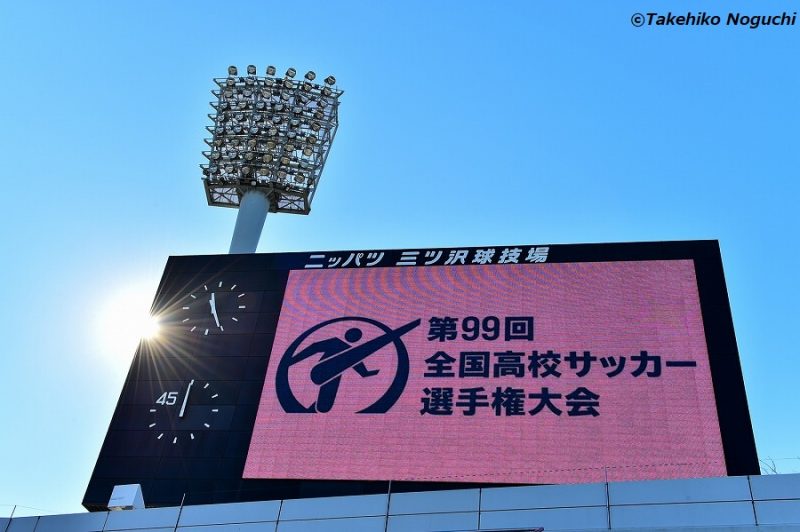 ©Takehiko Noguchi
ニッパツ 三ツ沢球技場
第99回
全国高校サッカー
選手権大会
45